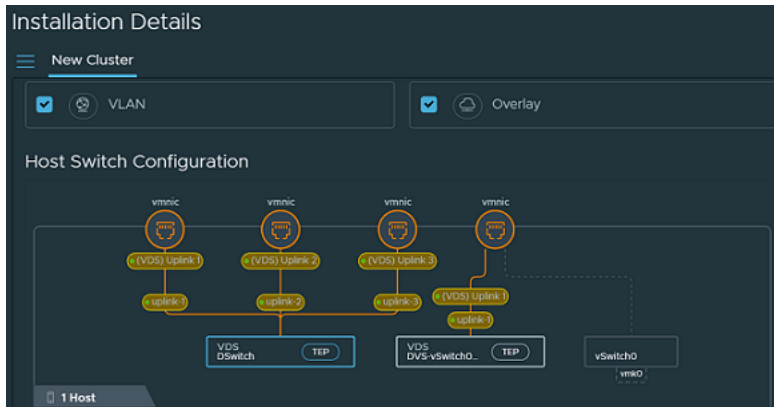 Installation Details
New Cluster
VLAN
Overlay
Host Switch Configuration
vmnic
vmnic
vmnic
vmnic
(VDS) Uplink 1
(VDS) Uplink 2
(VDS) Uplink 3
(VDS) Uplink 1
uplink-1
uplink-2
uplink-3
uplink-1
VDS
DSwitch
TEP
VDS
DVS-vSwitch0...
TEP
vSwitch0
vmk0
1 Host